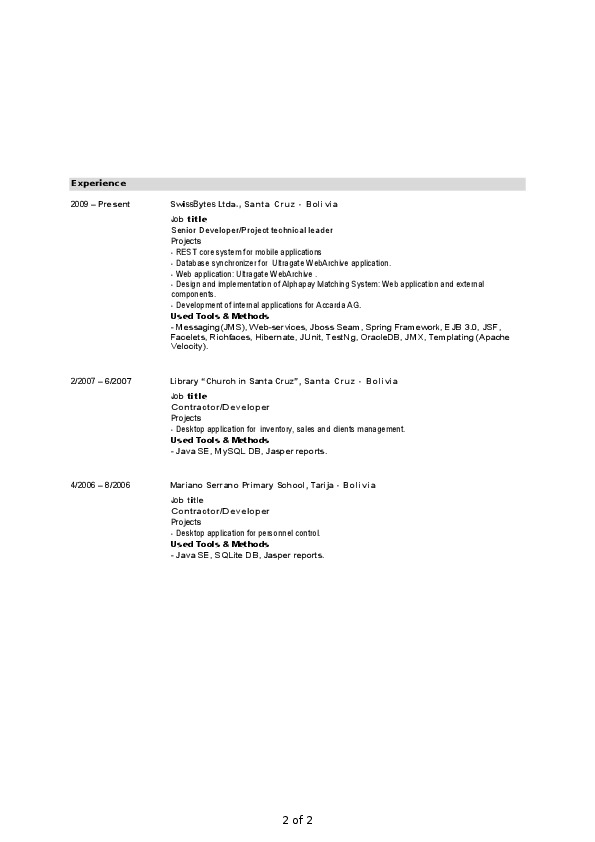 Experience
2009 – Present SwissBytes Ltda., Santa Cruz - Bolivia
Job title
Senior Developer/Project technical leader
Projects
- REST core system for mobile applications
- Database synchronizer for Ultragate WebArchive application.
- Web application: Ultragate WebArchive .
- Design and implementation of Alphapay Matching System: Web application and external
components.
- Development of internal applications for Accarda AG.
Used Tools & Methods
- Messaging(JMS), Web-services, Jboss Seam, Spring Framework, EJB 3.0, JSF,
Facelets, Richfaces, Hibernate, JUnit, TestNg, OracleDB, JMX, Templating (Apache
Velocity).
2/2007 – 6/2007 Library “Church in Santa Cruz”, Santa Cruz - Bolivia
Job title
Contractor/Developer
Projects
- Desktop application for inventory, sales and clients management.
Used Tools & Methods
- Java SE, MySQL DB, Jasper reports.
4/2006 – 8/2006 Mariano Serrano Primary School, Tarija - Bolivia
Job title
Contractor/Developer
Projects
- Desktop application for personnel control.
Used Tools & Methods
- Java SE, SQLite DB, Jasper reports.
2 of 2